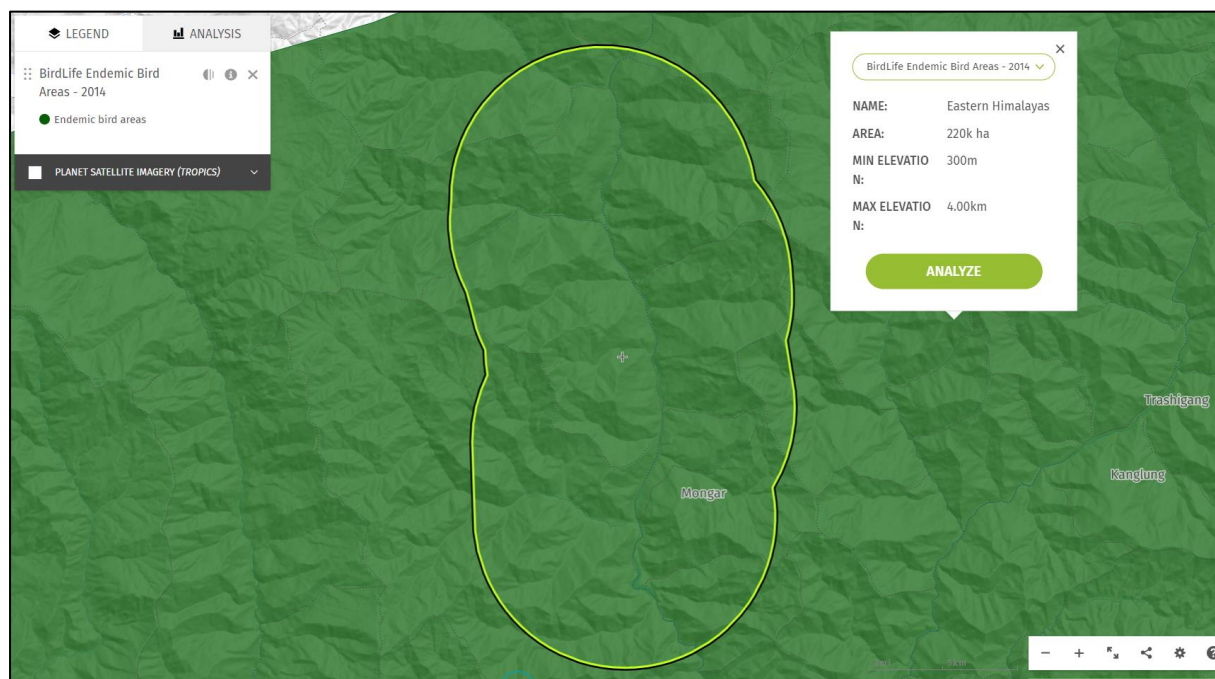 LEGEND
ANALYSIS
BirdLife Endemic Bird
Areas - 2014
Endemic bird areas
PLANET SATELLITE IMAGERY (TROPICS)
BirdLife Endemic Bird Areas - 2014
NAME: Eastern Himalayas
AREA: 220k ha
MIN ELEVATIO 300m
N:
MAX ELEVATIO 4.00km
N:
ANALYZE
Trashigang
Kanglung
Mongar
5km